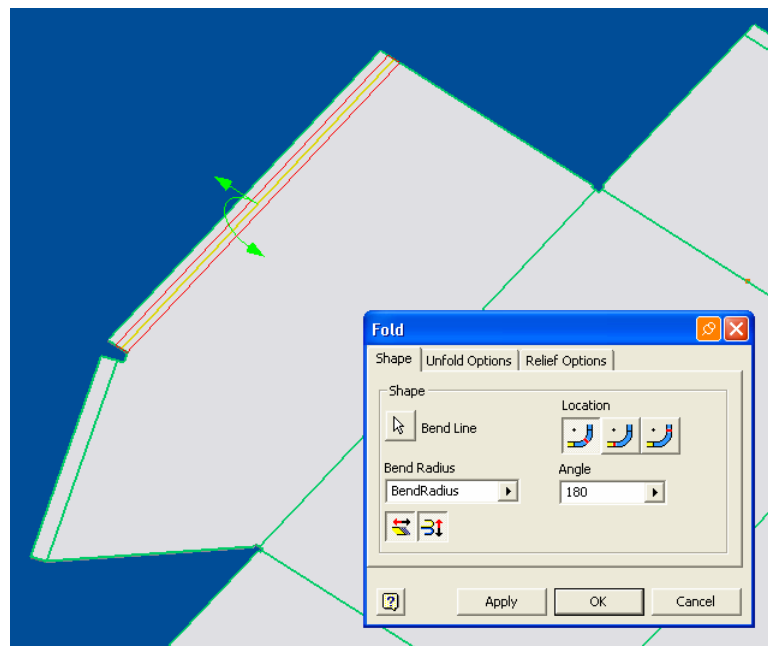 Fold
Shape Unfold Options Relief Options
Shape
Bend Line
Location
Bend Radius
BendRadius
Angle
180
Apply OK Cancel